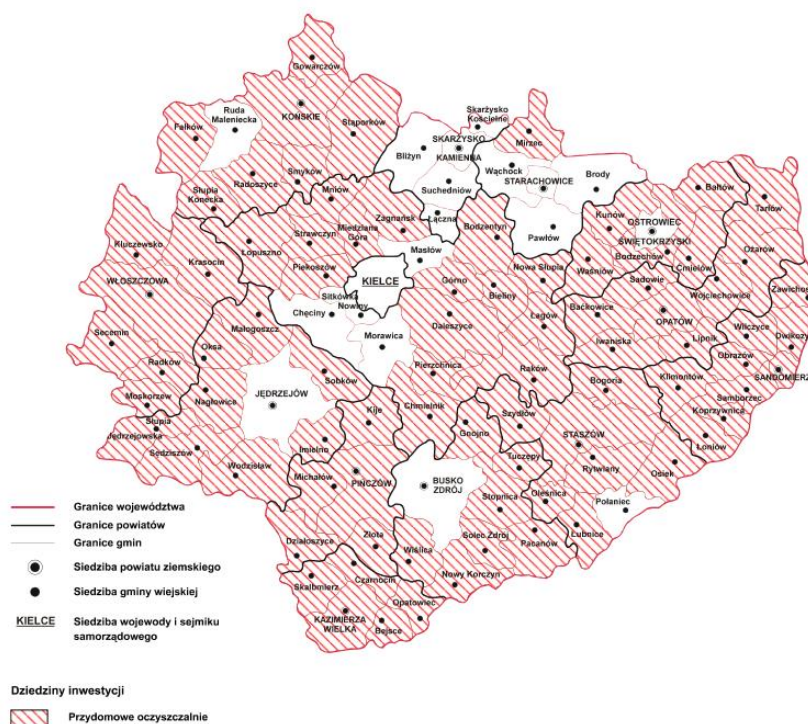 Gowarczów
Ruda
Maleniecka
KOŃSKIE
Fałków
Stąporków
Skarżysko
Kościelne
SKARŻYSKO
KAMIENNA
Mirzec
Bliżyn
Wąchock
Brody
STARACHOWICE
Radoszyce
Smyków
Słupia
Konecka
Mniów
Suchedniów
Łączna
Zagnańsk
Bodzentyn
Pawłów
Bałtów
Tarłów
Kunów
OSTROWIEC
ŚWIĘTOKRZYSKI
Bodzechów
Ćmielów
Ożarów
Kluczewsko
Łopuszno
Strawczyn
Miedziana
Góra
Masłów
Krasocin
Piekoszów
KIELCE
Górno
Nowa Słupia
Waśniów
Sadowie
Wojciechowice
Zawichost
WŁOSZCZOWA
Bieliny
Sitkówka
Nowiny
Chęciny
Małogoszcz
Daleszyce
Łagów
Baćkowice
OPATÓW
Wilczyce
Dwikozy
Secemin
Oksa
Morawica
Iwaniska
Lipnik
Obrazów
SANDOMIERZ
Radków
Sobków
Pierzchnica
Raków
Bogoria
Klimontów
Samborzec
Moskorzew
JĘDRZEJÓW
Nagłowice
Słupia
Jędrzejowska
Chmielnik
Szydłów
Koprzywnica
Kije
Gnojno
STASZÓW
Łoniów
Sędziszów
Imielno
Tuczępy
Rytwiany
Osiek
Wodzisław
Michałów
PIŃCZÓW
BUSKO
ZDRÓJ
Stopnica
Oleśnica
Połaniec
Działoszyce
Złota
Wiślica
Solec Zdrój
Pacanów
Łubnice
Skalbmierz
Czarnocin
Nowy Korczyn
Opatowiec
KAZIMIERZA
WIELKA
Bejsce
Granice województwa
Granice powiatów
Granice gmin
Siedziba powiatu ziemskiego
Siedziba gminy wiejskiej
KIELCE Siedziba wojewody i sejmiku
samorządowego
Dziedziny inwestycji
Przydomowe oczyszczalnie